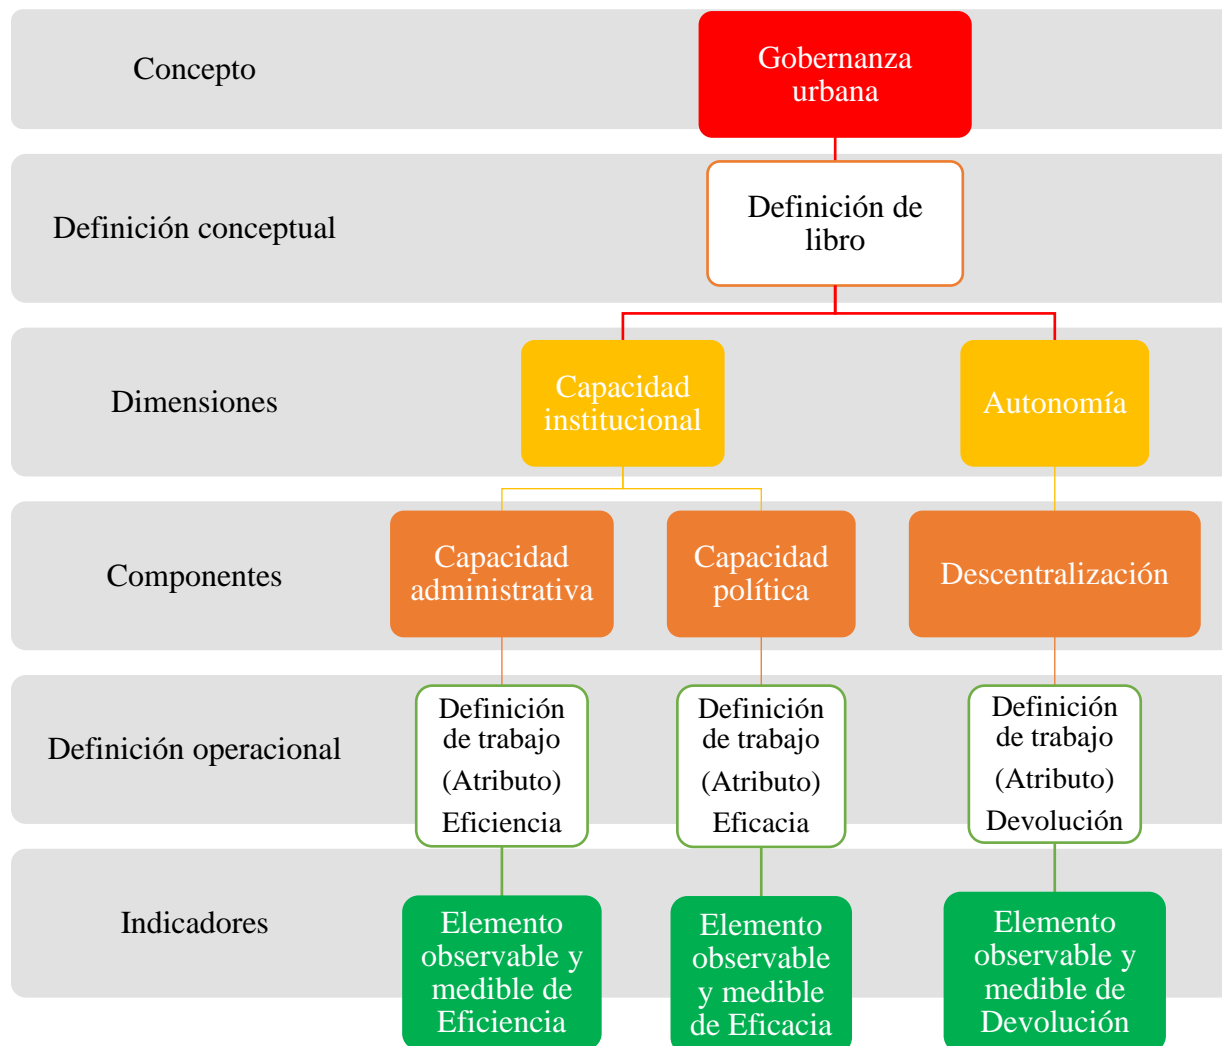 Concepto
Gobernanza
urbana
Definición conceptual
Definición de
libro
Dimensiones
Capacidad
institucional
Autonomía
Componentes
Capacidad
administrativa
Capacidad
política
Descentralización
Definición operacional
Definición
de trabajo
(Atributo)
Eficiencia
Definición
de trabajo
(Atributo)
Eficacia
Definición
de trabajo
(Atributo)
Devolución
Indicadores
Elemento
observable y
medible de
Eficiencia
Elemento
observable
y medible
de Eficacia
Elemento
observable y
medible de
Devolución